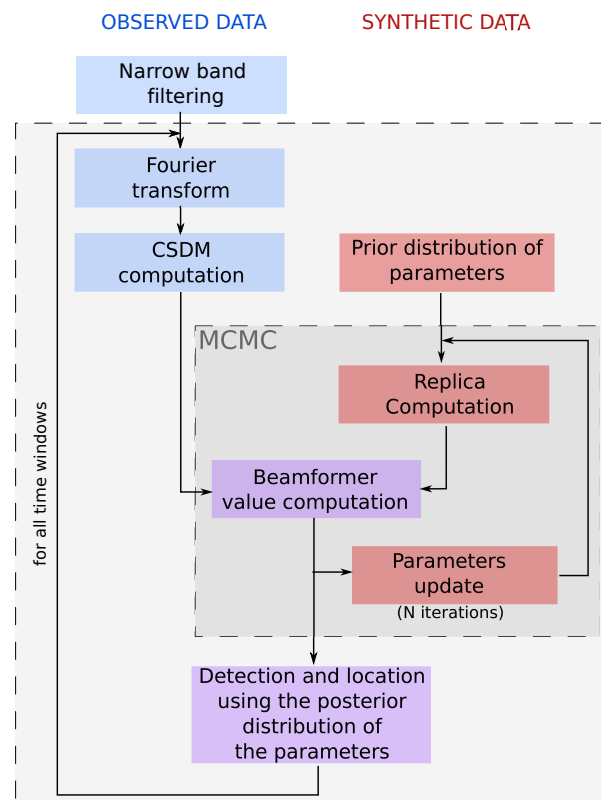 OBSERVED DATA
SYNTHETIC DATA
Narrow band
filtering
Fourier
transform
CSDM
computation
Prior distribution of
parameters
MCMC
Replica
Computation
Beamformer
value computation
Parameters
update
(N iterations)
for all time windows
Detection and location
using the posterior
distribution of
the parameters